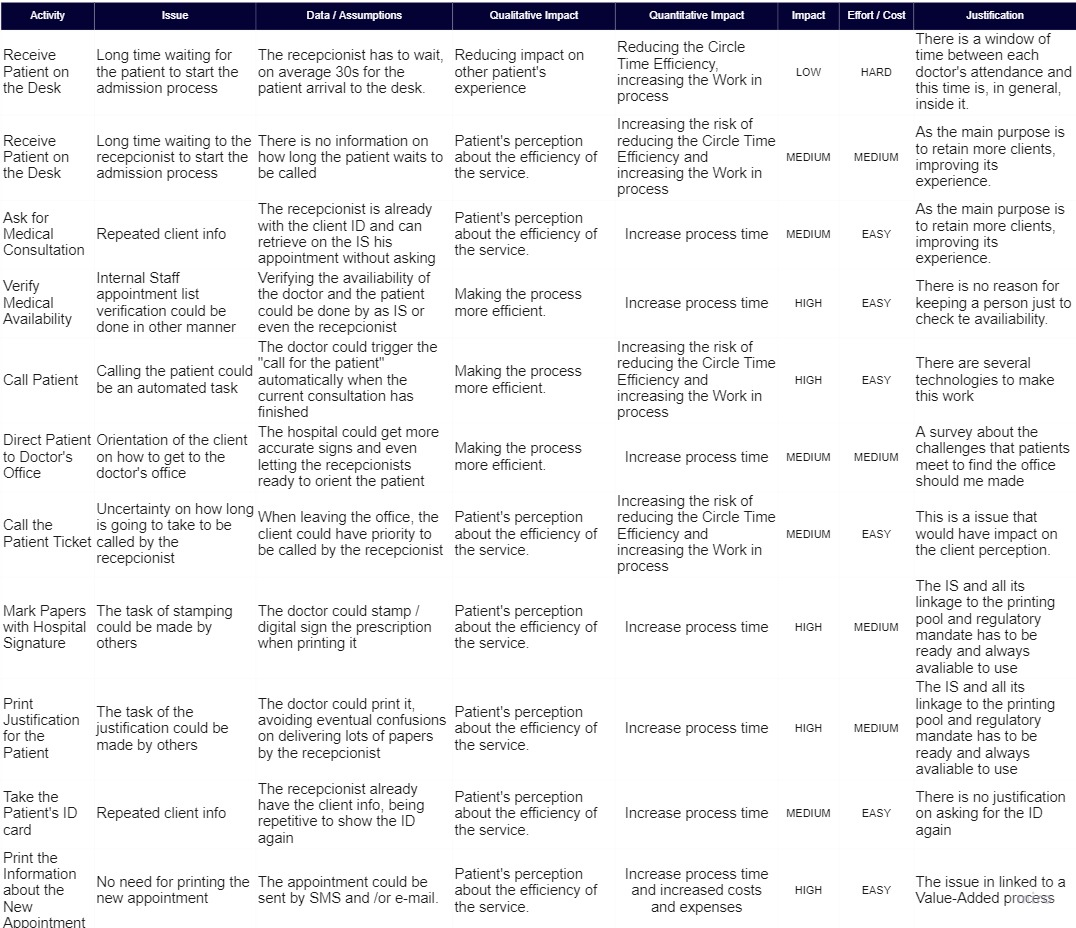 Activity
Issue
Data / Assumptions
Qualitative Impact
Quantitative Impact
Impact
Effort / Cost
Justification
Receive
Patient on
the Desk
Long time waiting for
the patient to start the
admission process
The recepcionist has to wait,
on average 30s for the
patient arrival to the desk.
Reducing impact on
other patient's
experience
Reducing the Circle
Time Efficiency,
increasing the Work in
process
LOW
HARD
There is a window of
time between each
doctor's attendance and
this time is, in general,
inside it.
Receive
Patient on
the Desk
Long time waiting to the
recepcionist to start the
admission process
There is no information on
how long the patient waits to
be called
Patient's perception
about the efficiency of
the service.
Increasing the risk of
reducing the Circle Time
Efficiency and
increasing the Work in
process
MEDIUM
MEDIUM
As the main purpose is
to retain more clients,
improving its
experience.
Ask for
Medical
Consultation
Repeated client info
The recepcionist is already
with the client ID and can
retrieve on the IS his
appointment without asking
Patient's perception
about the efficiency of
the service.
Increase process time
MEDIUM
EASY
As the main purpose is
to retain more clients,
improving its
experience.
Verify
Medical
Availability
Internal Staff
appointment list
verification could be
done in other manner
Verifying the availiability of
the doctor and the patient
could be done by as IS or
even the recepcionist
Making the process
more efficient.
Increase process time
HIGH
EASY
There is no reason for
keeping a person just to
check te availiability.
Call Patient
Calling the patient could
be an automated task
The doctor could trigger the
"call for the patient"
automatically when the
current consultation has
finished
Making the process
more efficient.
Increasing the risk of
reducing the Circle Time
Efficiency and
increasing the Work in
process
HIGH
EASY
There are several
technologies to make
this work
Direct Patient
to Doctor's
Office
Orientation of the client
on how to get to the
doctor's office
The hospital could get more
accurate signs and even
letting the recepcionists
ready to orient the patient
Making the process
more efficient.
Increase process time
MEDIUM
MEDIUM
A survey about the
challenges that patients
meet to find the office
should me made
Call the
Patient Ticket
Uncertainty on how long
is going to take to be
called by the
recepcionist
When leaving the office, the
client could have priority to
be called by the recepcionist
Patient's perception
about the efficiency of
the service.
Increasing the risk of
reducing the Circle Time
Efficiency and
increasing the Work in
process
MEDIUM
EASY
This is a issue that
would have impact on
the client perception.
Mark Papers
with Hospital
Signature
The task of stamping
could be made by
others
The doctor could stamp /
digital sign the prescription
when printing it
Patient's perception
about the efficiency of
the service.
Increase process time
HIGH
MEDIUM
The IS and all its
linkage to the printing
pool and regulatory
mandate has to be
ready and always
avaliable to use
Print
Justification
for the
Patient
The task of the
justification could be
made by others
The doctor could print it,
avoiding eventual confusions
on delivering lots of papers
by the recepcionist
Patient's perception
about the efficiency of
the service.
Increase process time
HIGH
MEDIUM
The IS and all its
linkage to the printing
pool and regulatory
mandate has to be
ready and always
avaliable to use
Take the
Patient's ID
card
Repeated client info
The recepcionist already
have the client info, being
repetitive to show the ID
again
Patient's perception
about the efficiency of
the service.
Increase process time
MEDIUM
EASY
There is no justification
on asking for the ID
again
Print the
Information
about the
New
Appointment
No need for printing the
new appointment
The appointment could be
sent by SMS and /or e-mail.
Patient's perception
about the efficiency of
the service.
Increase process time
and increased costs
and expenses
HIGH
EASY
The issue in linked to a
Value-Added process